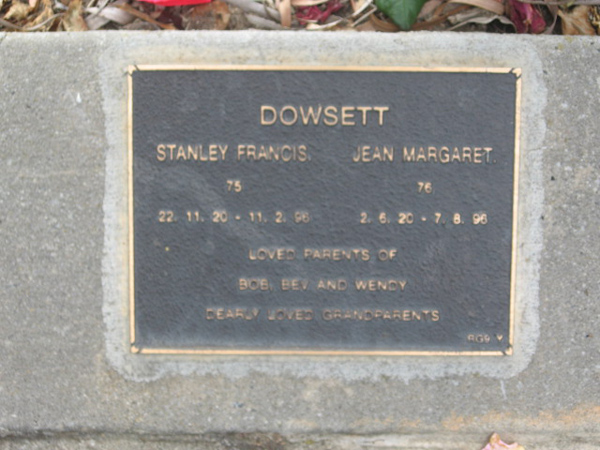 DOWSETT
STANLEY FRANCIS. JEAN MARGARET.
75 76
22. 11. 20 - 11. 2. 96 2. 6. 20 - 7. 8. 96
LOVED PARENTS OF
BOB, BEV AND WENDY
DEARLY LOVED GRANDPARENTS